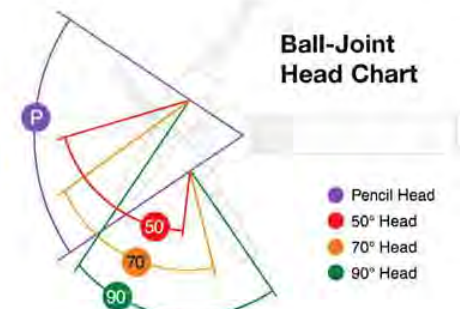 Ball-Joint
Head Chart
P
50
70
90
Pencil Head
50° Head
70° Head
90° Head